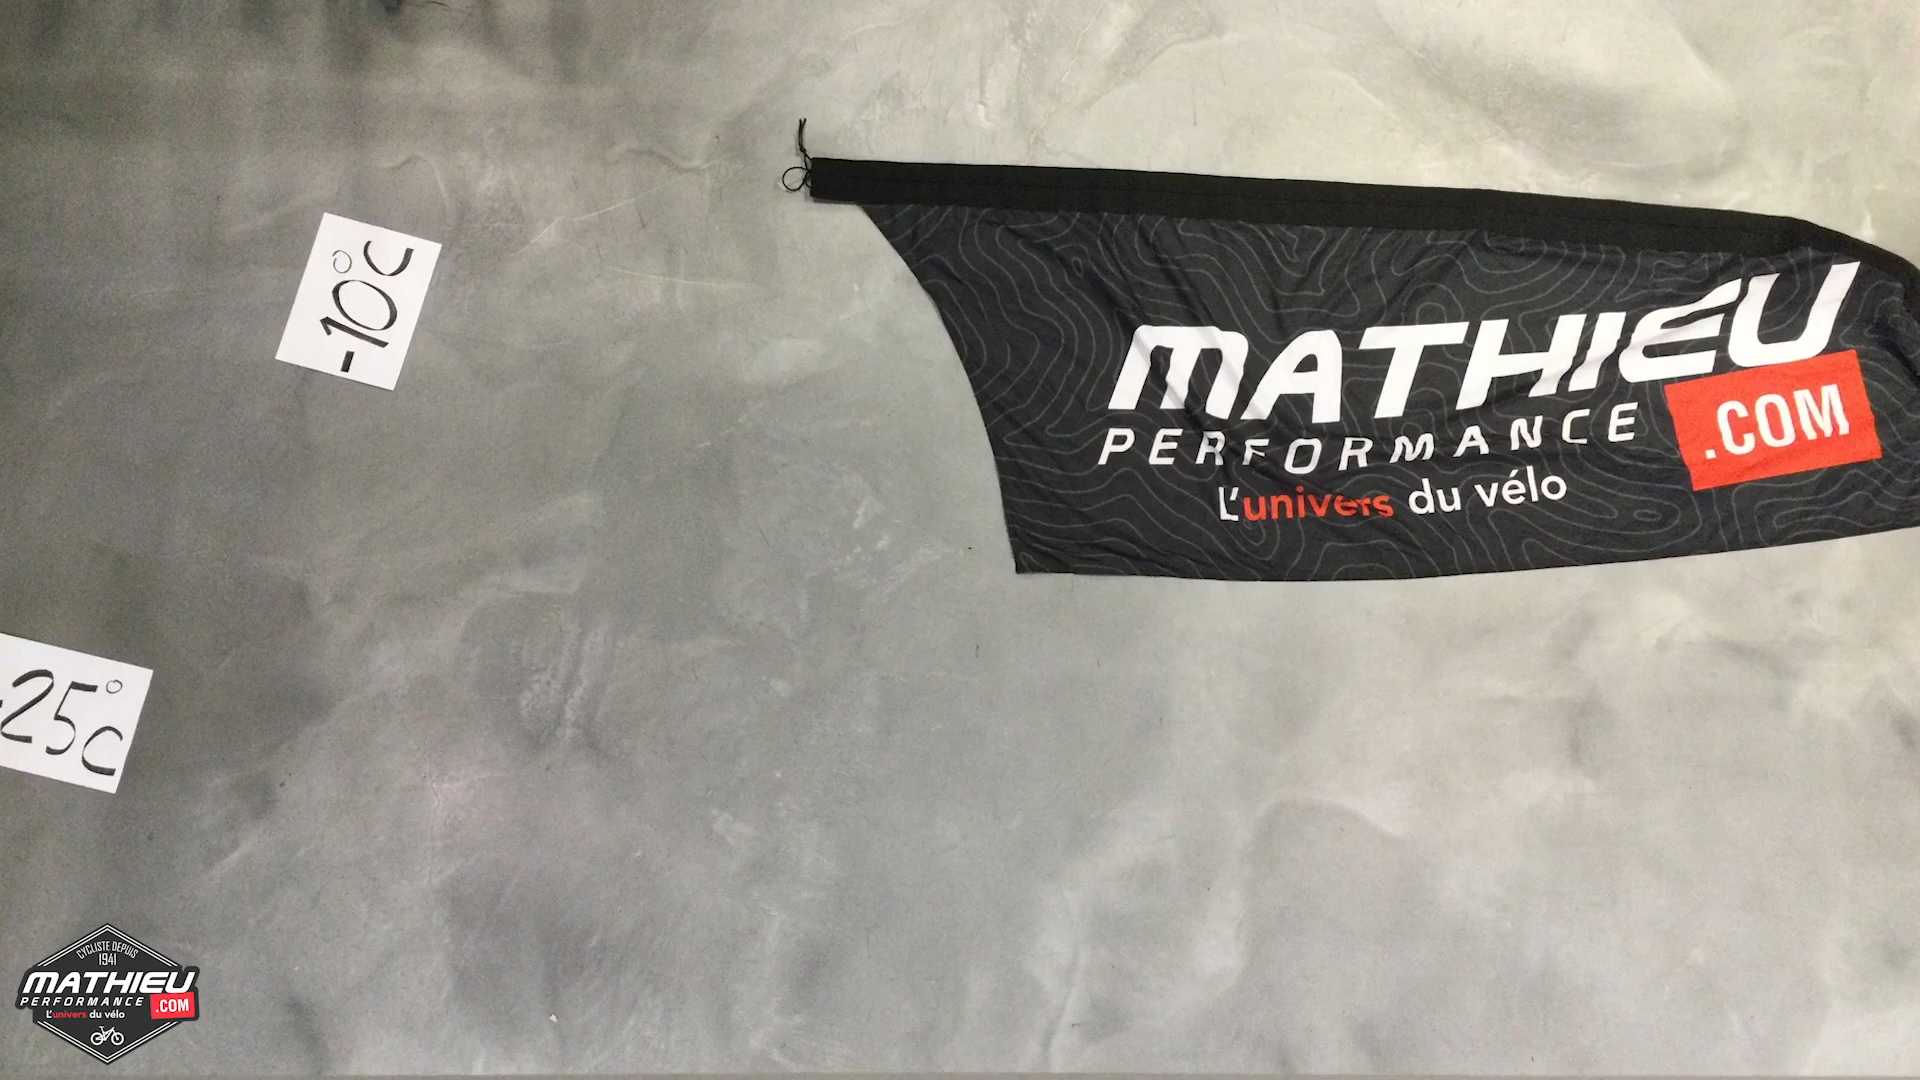 -10°C
MATHIEU
PERFORMANCE
.COM
L'univers du vélo
-25°C
CYCLISTE DEPUIS
1941
MATHIEU
PERFORMANCE
.COM
L'univers du vélo